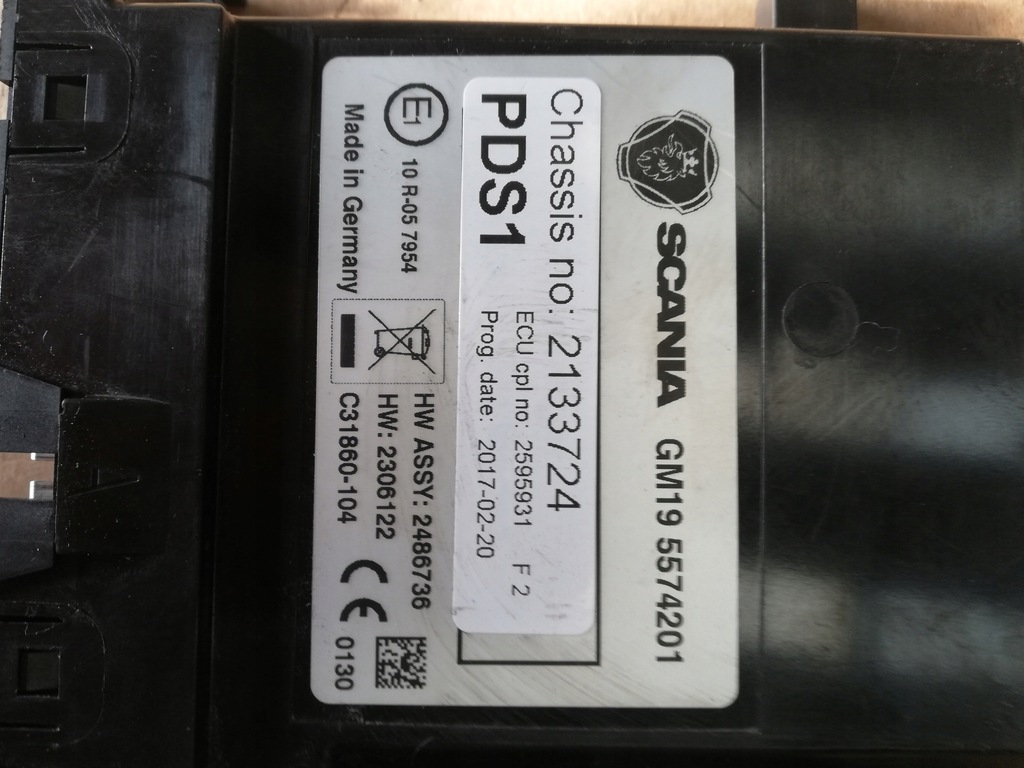 SCANIA GM19 5574201
Chassis no: 2133724
PDS1
ECU cpl no: 2595931 F 2
Prog. date: 2017-02-20
E1
10 R-05 7954
Made in Germany
HW ASSY: 2486736
HW: 2306122
C31860-104
CE 0130
A